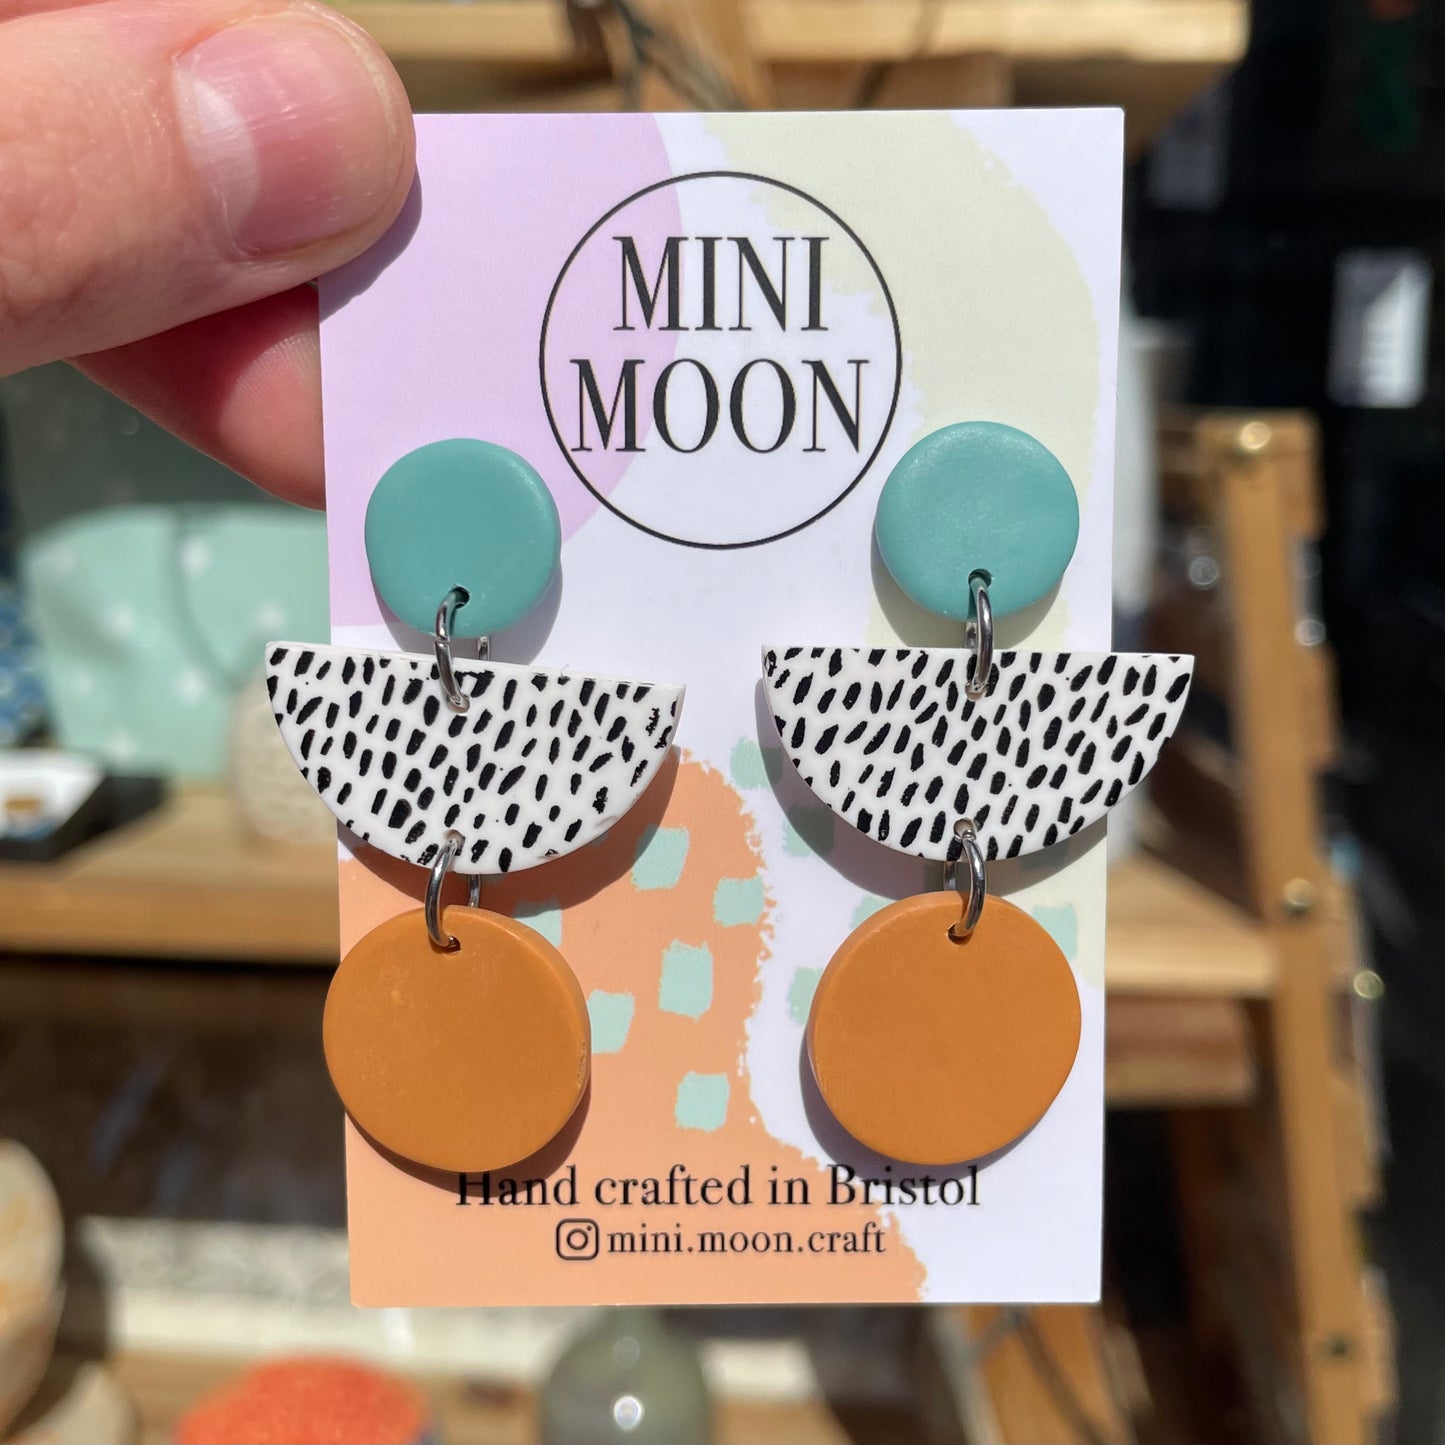 MINI
MOON
Hand crafted in Bristol
mini.moon.craft